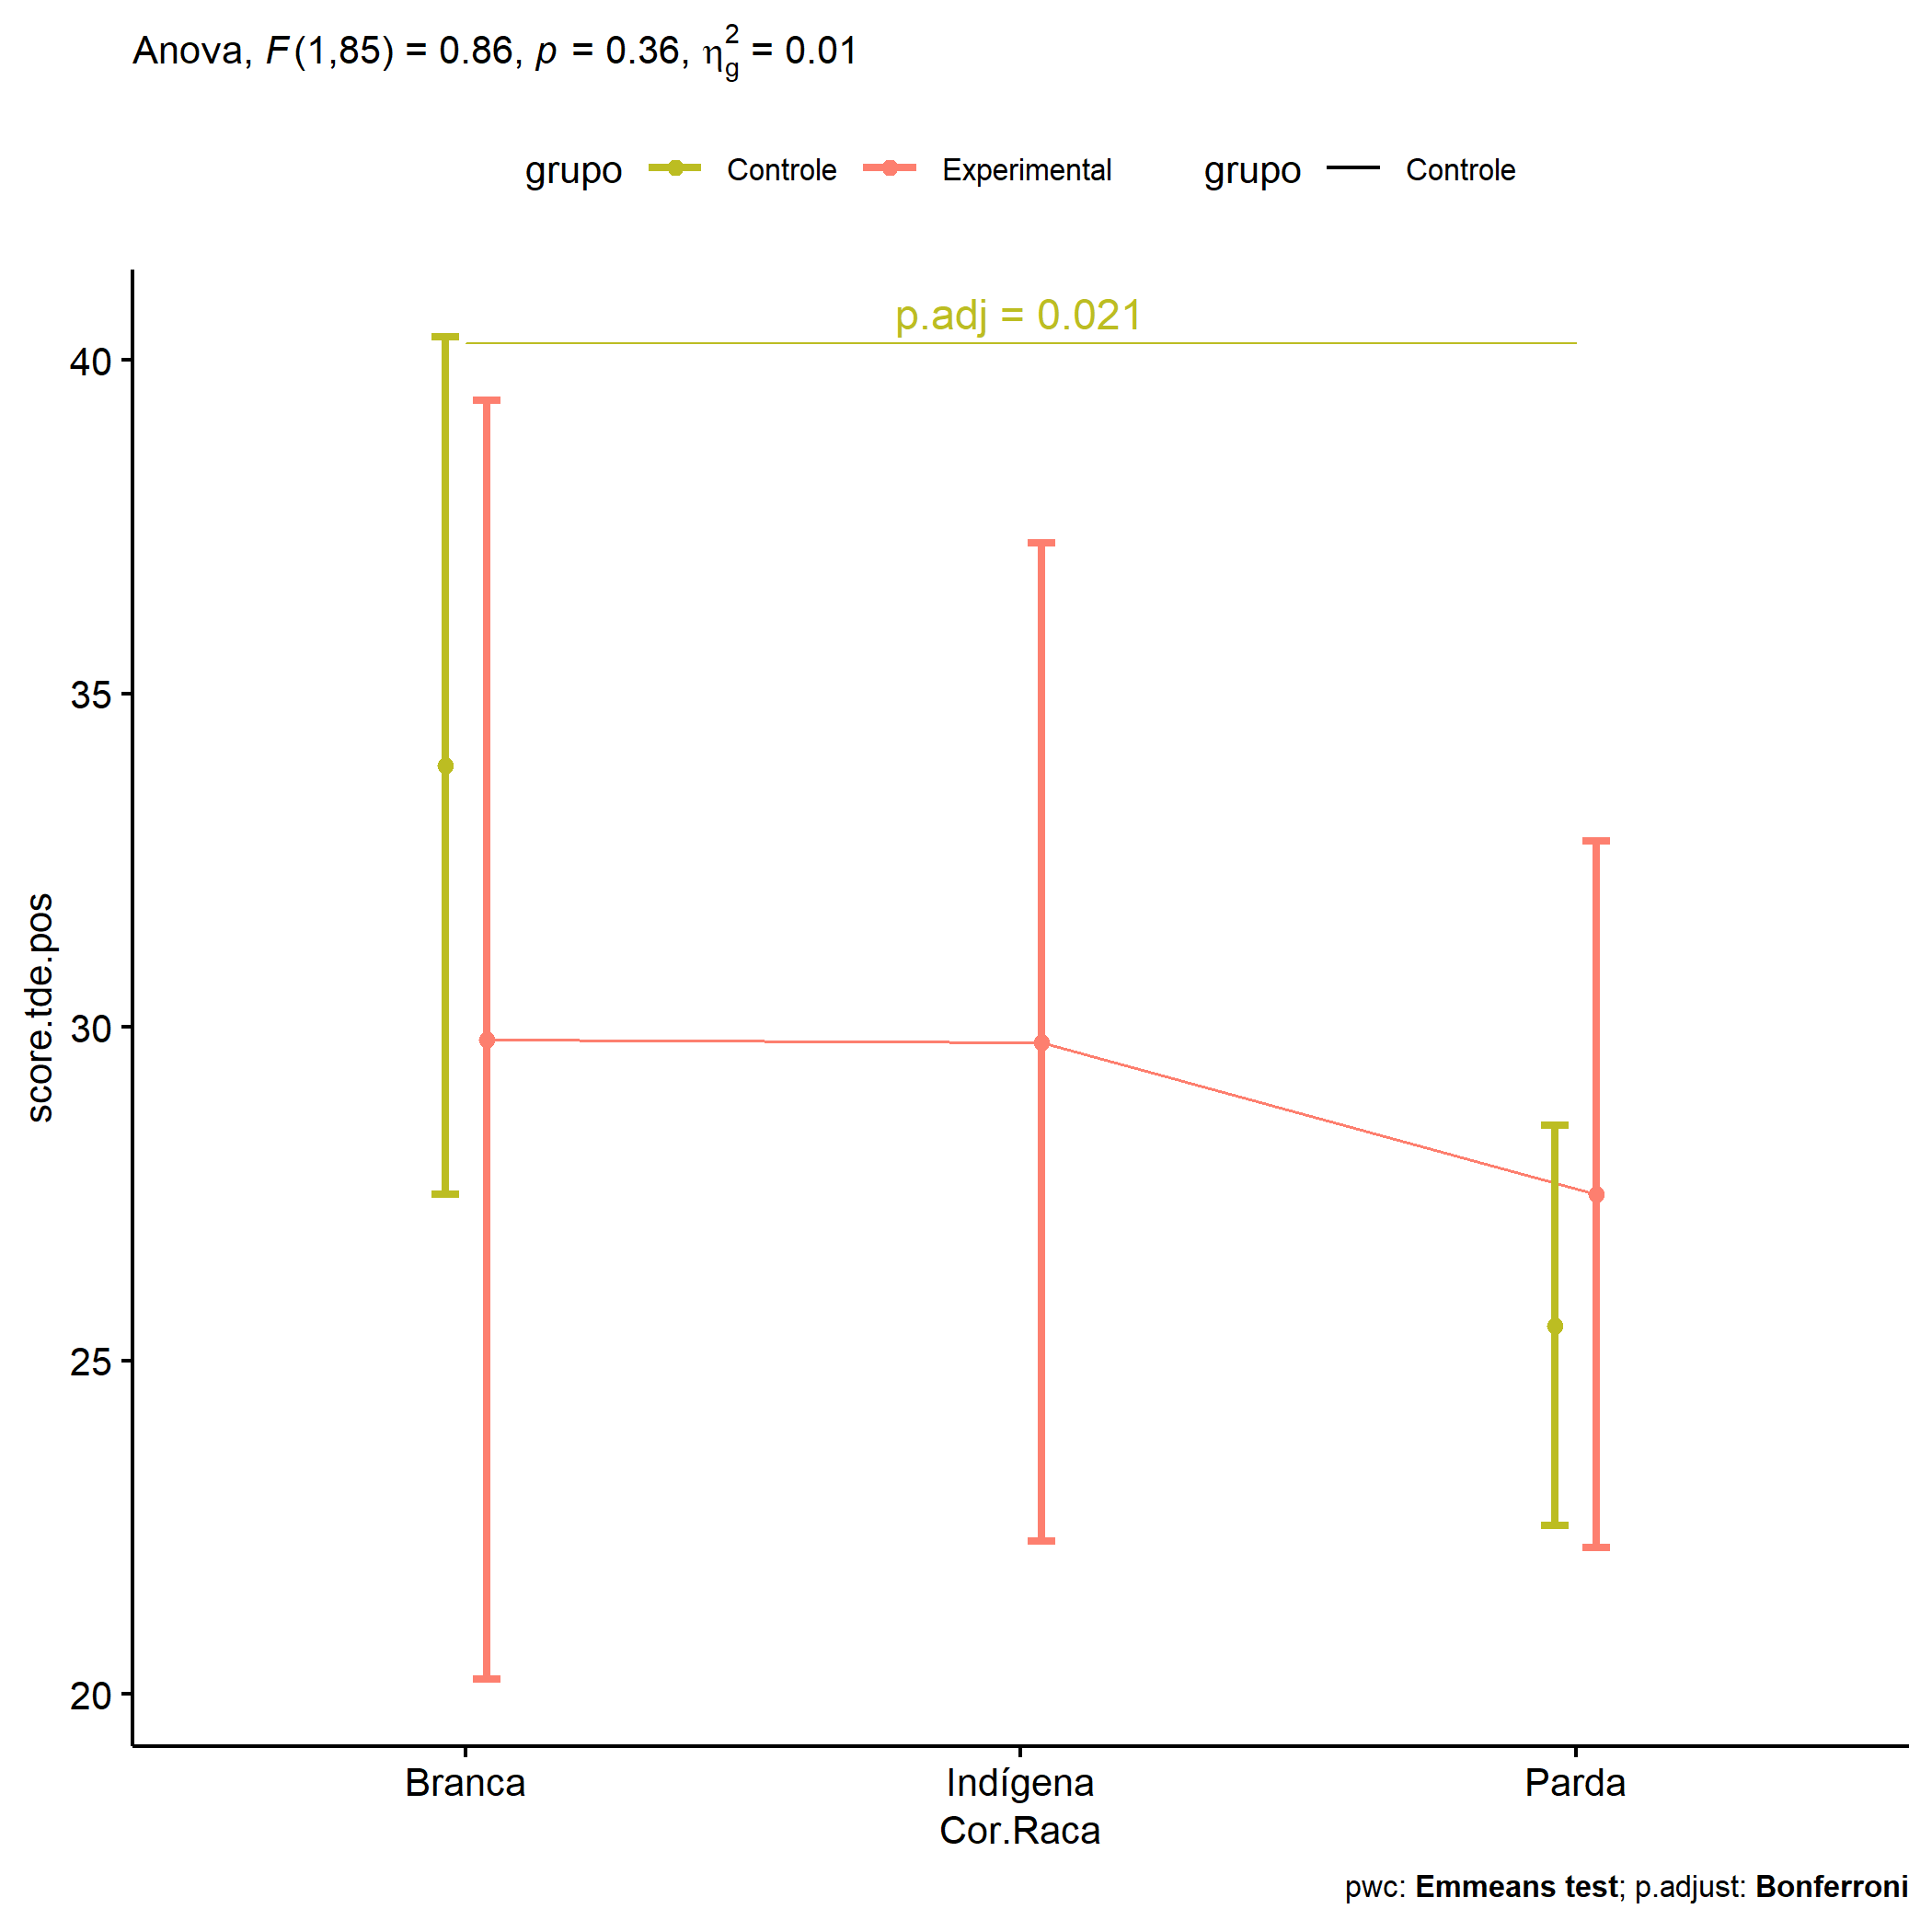 Anova, F(1,85) = 0.86, p = 0.36, η²g = 0.01
grupo Controle Experimental grupo Controle
p.adj = 0.021
40
35
30
25
20
score.tde.pos
Branca Indígena Parda
Cor.Raca
pwc: Emmeans test; p.adjust: Bonferroni